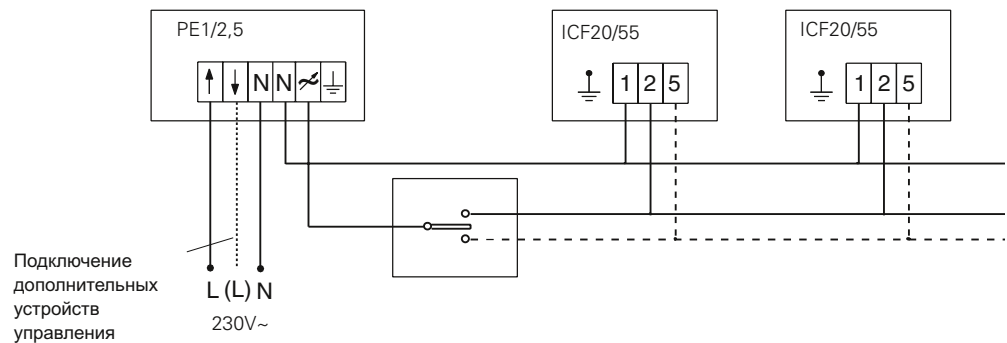 PE1/2,5
ICF20/55
ICF20/55
N N
1 2 5
1 2 5
Подключение
дополнительных
устройств
управления
L (L) N
230V~